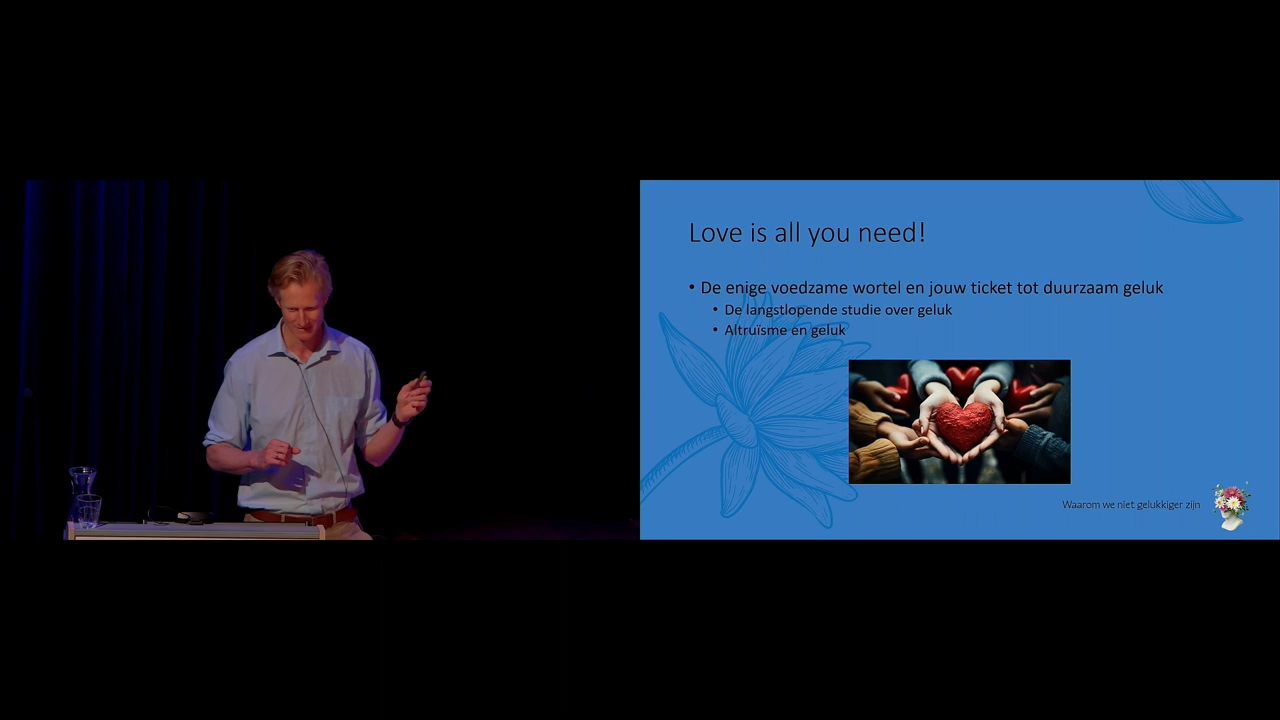 Love is all you need!
• De enige voedzame wortel en jouw ticket tot duurzaam geluk
• De langstlopende studie over geluk
• Altruïsme en geluk
Waarom we niet gelukkiger zijn